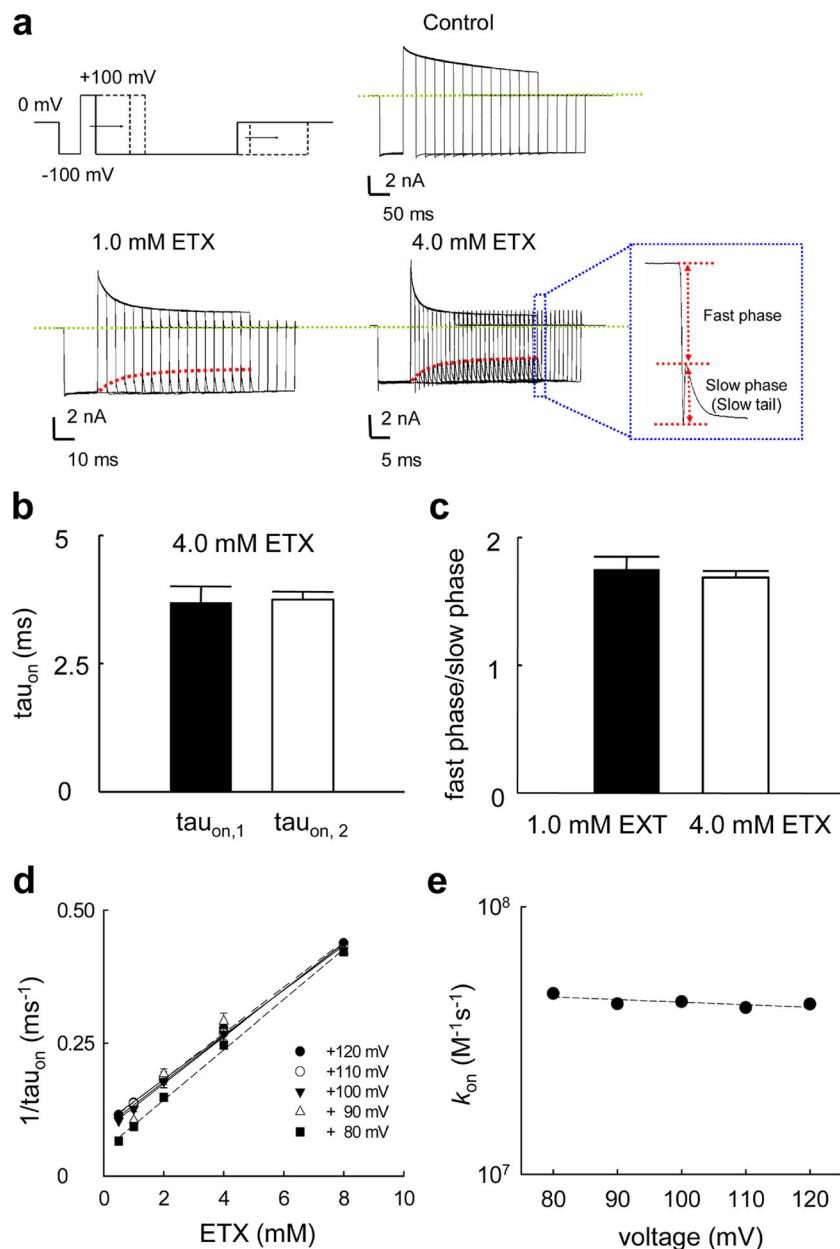 a
Control
+100 mV
0 mV
-100 mV
2 nA
50 ms
1.0 mM ETX
4.0 mM ETX
Fast phase
Slow phase
(Slow tail)
2 nA
10 ms
2 nA
5 ms
b
4.0 mM ETX
tau_on (ms)
5
2.5
0
tau_on,1
tau_on, 2
c
fast phase/slow phase
2
1
0
1.0 mM EXT
4.0 mM ETX
d
1/tau_on (ms⁻¹)
0.50
0.25
0
+120 mV
+110 mV
+100 mV
+ 90 mV
+ 80 mV
0 2 4 6 8 10
ETX (mM)
e
k_on (M⁻¹s⁻¹)
10⁸
10⁷
80 90 100 110 120
voltage (mV)